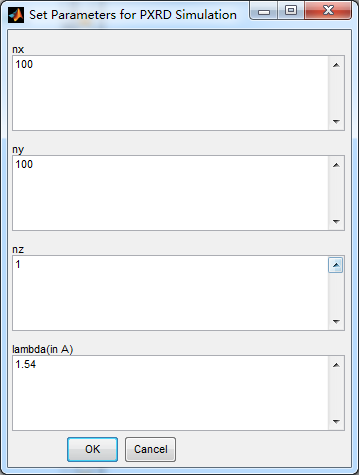 Set Parameters for PXRD Simulation
nx
100
ny
100
nz
1
lambda(in A)
1.54
OK Cancel